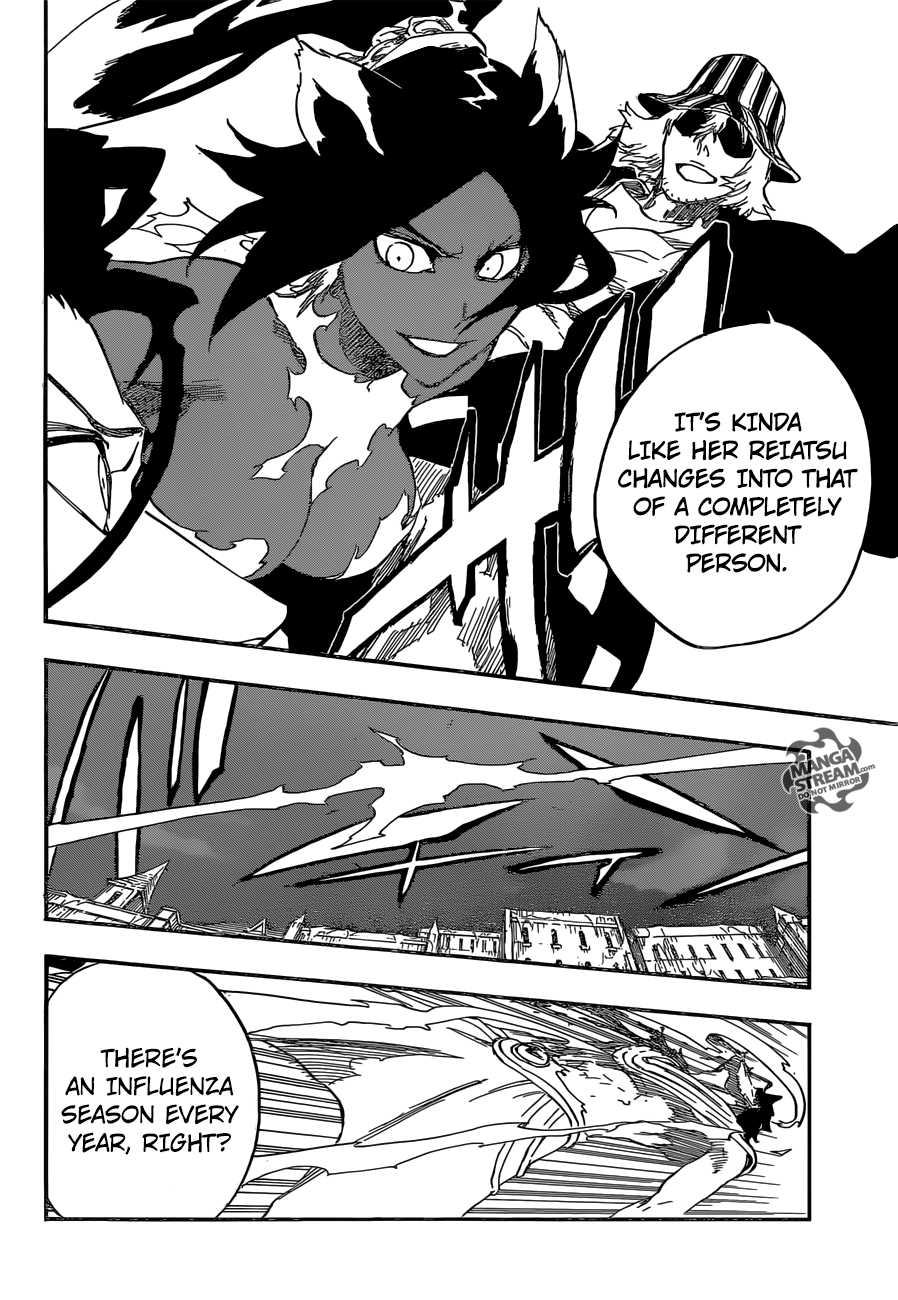 IT'S KINDA
LIKE HER REIATSU
CHANGES INTO THAT
OF A COMPLETELY
DIFFERENT
PERSON.
MANGA
STREAM.com
DO NOT MIRROR
THERE'S
AN INFLUENZA
SEASON EVERY
YEAR, RIGHT?